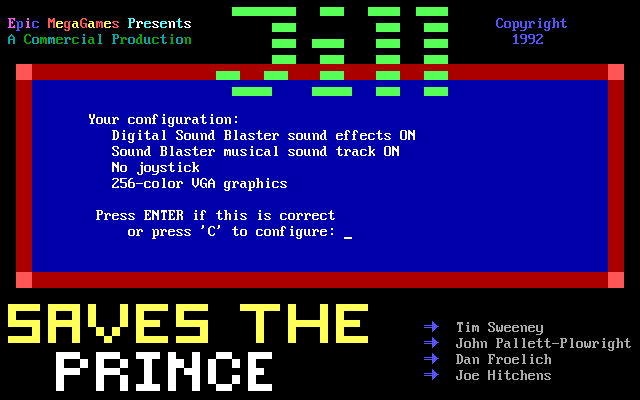 Epic MegaGames Presents
A Commercial Production
Jill
Copyright
1992
Your configuration:
Digital Sound Blaster sound effects ON
Sound Blaster musical sound track ON
No joystick
256-color VGA graphics
Press ENTER if this is correct
or press 'C' to configure: _
SAVES THE
PRINCE
Tim Sweeney
John Pallett-Plowright
Dan Froelich
Joe Hitchens